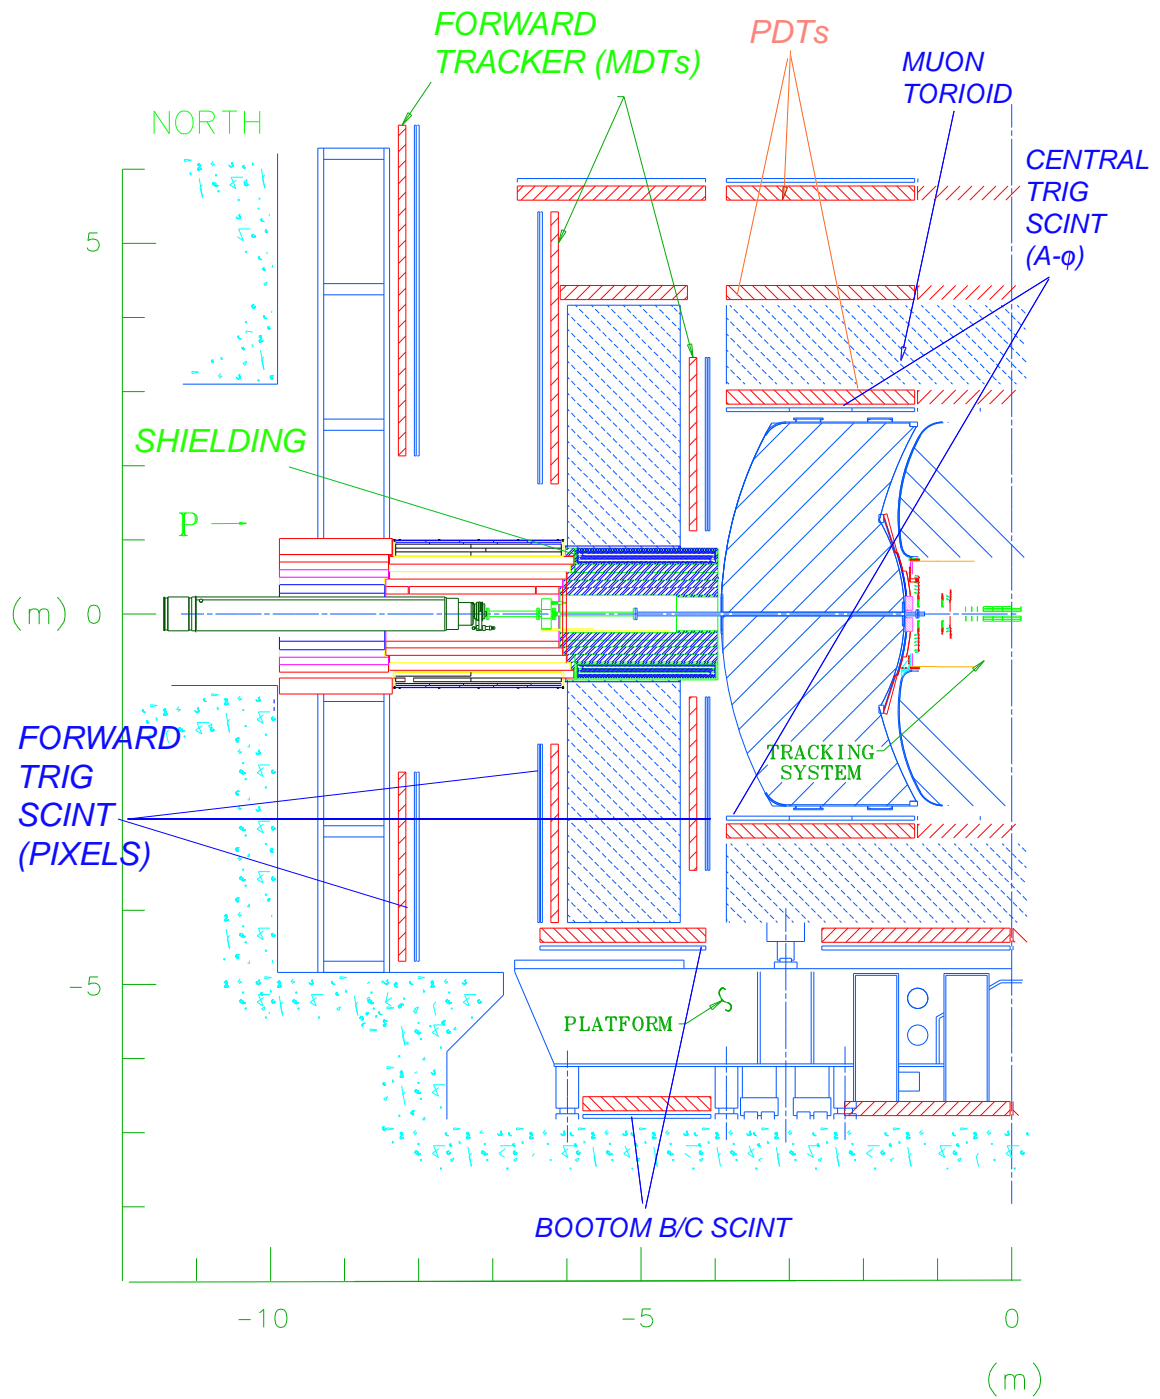 FORWARD
TRACKER (MDTs)
PDTs
MUON
TORIOID
NORTH
CENTRAL
TRIG
SCINT
(A-φ)
5
SHIELDING
P
(m) 0
FORWARD
TRIG
SCINT
(PIXELS)
TRACKING
SYSTEM
-5
PLATFORM
BOOTOM B/C SCINT
-10
-5
0
(m)